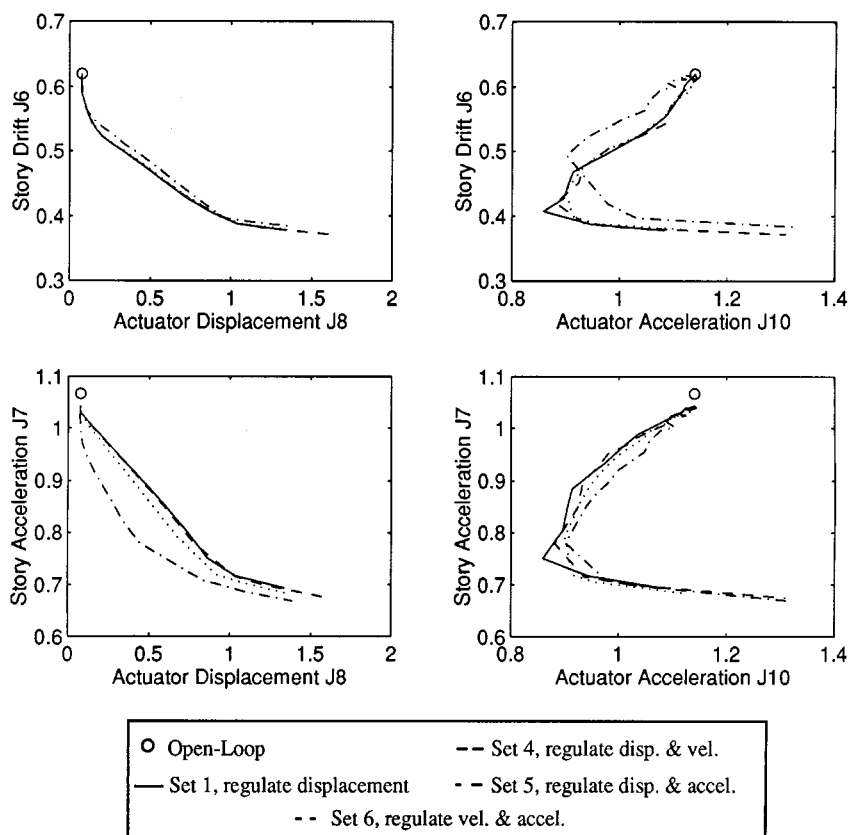 0.7
0.6
0.5
0.4
0.3
Story Drift J6
0 0.5 1 1.5 2
Actuator Displacement J8
0.7
0.6
0.5
0.4
0.3
Story Drift J6
0.8 1 1.2 1.4
Actuator Acceleration J10
1.1
1
0.9
0.8
0.7
0.6
Story Acceleration J7
0 0.5 1 1.5 2
Actuator Displacement J8
1.1
1
0.9
0.8
0.7
0.6
Story Acceleration J7
0.8 1 1.2 1.4
Actuator Acceleration J10
Open-Loop
Set 1, regulate displacement
Set 4, regulate disp. & vel.
Set 5, regulate disp. & accel.
Set 6, regulate vel. & accel.